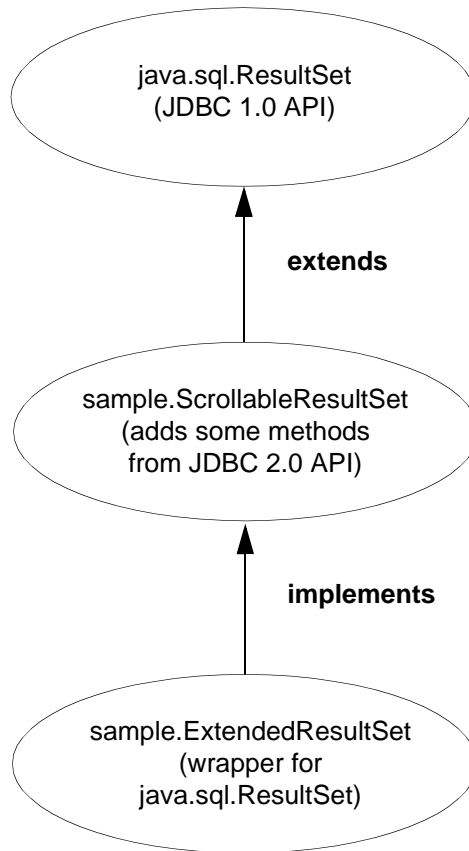 java.sql.ResultSet
(JDBC 1.0 API)
extends
sample.ScrollableResultSet
(adds some methods
from JDBC 2.0 API)
implements
sample.ExtendedResultSet
(wrapper for
java.sql.ResultSet)